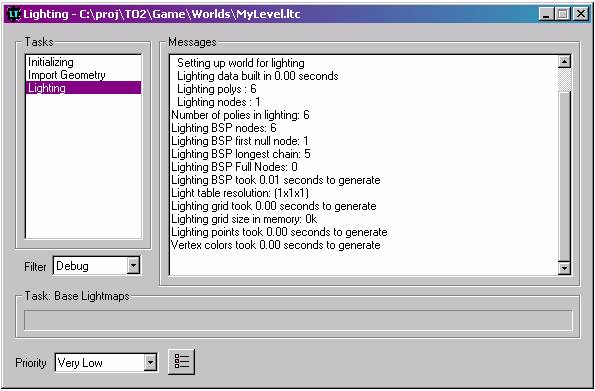 Lighting - C:\proj\TO2\Game\Worlds\MyLevel.ltc
Tasks
Initializing
Import Geometry
Lighting
Filter Debug
Messages
Setting up world for lighting
Lighting data built in 0.00 seconds
Lighting polys : 6
Lighting nodes : 1
Number of polies in lighting: 6
Lighting BSP nodes: 6
Lighting BSP first null node: 1
Lighting BSP longest chain: 5
Lighting BSP Full Nodes: 0
Lighting BSP took 0.01 seconds to generate
Light table resolution: (1x1x1)
Lighting grid took 0.00 seconds to generate
Lighting grid size in memory: 0k
Lighting points took 0.00 seconds to generate
Vertex colors took 0.00 seconds to generate
Task: Base Lightmaps
Priority Very Low